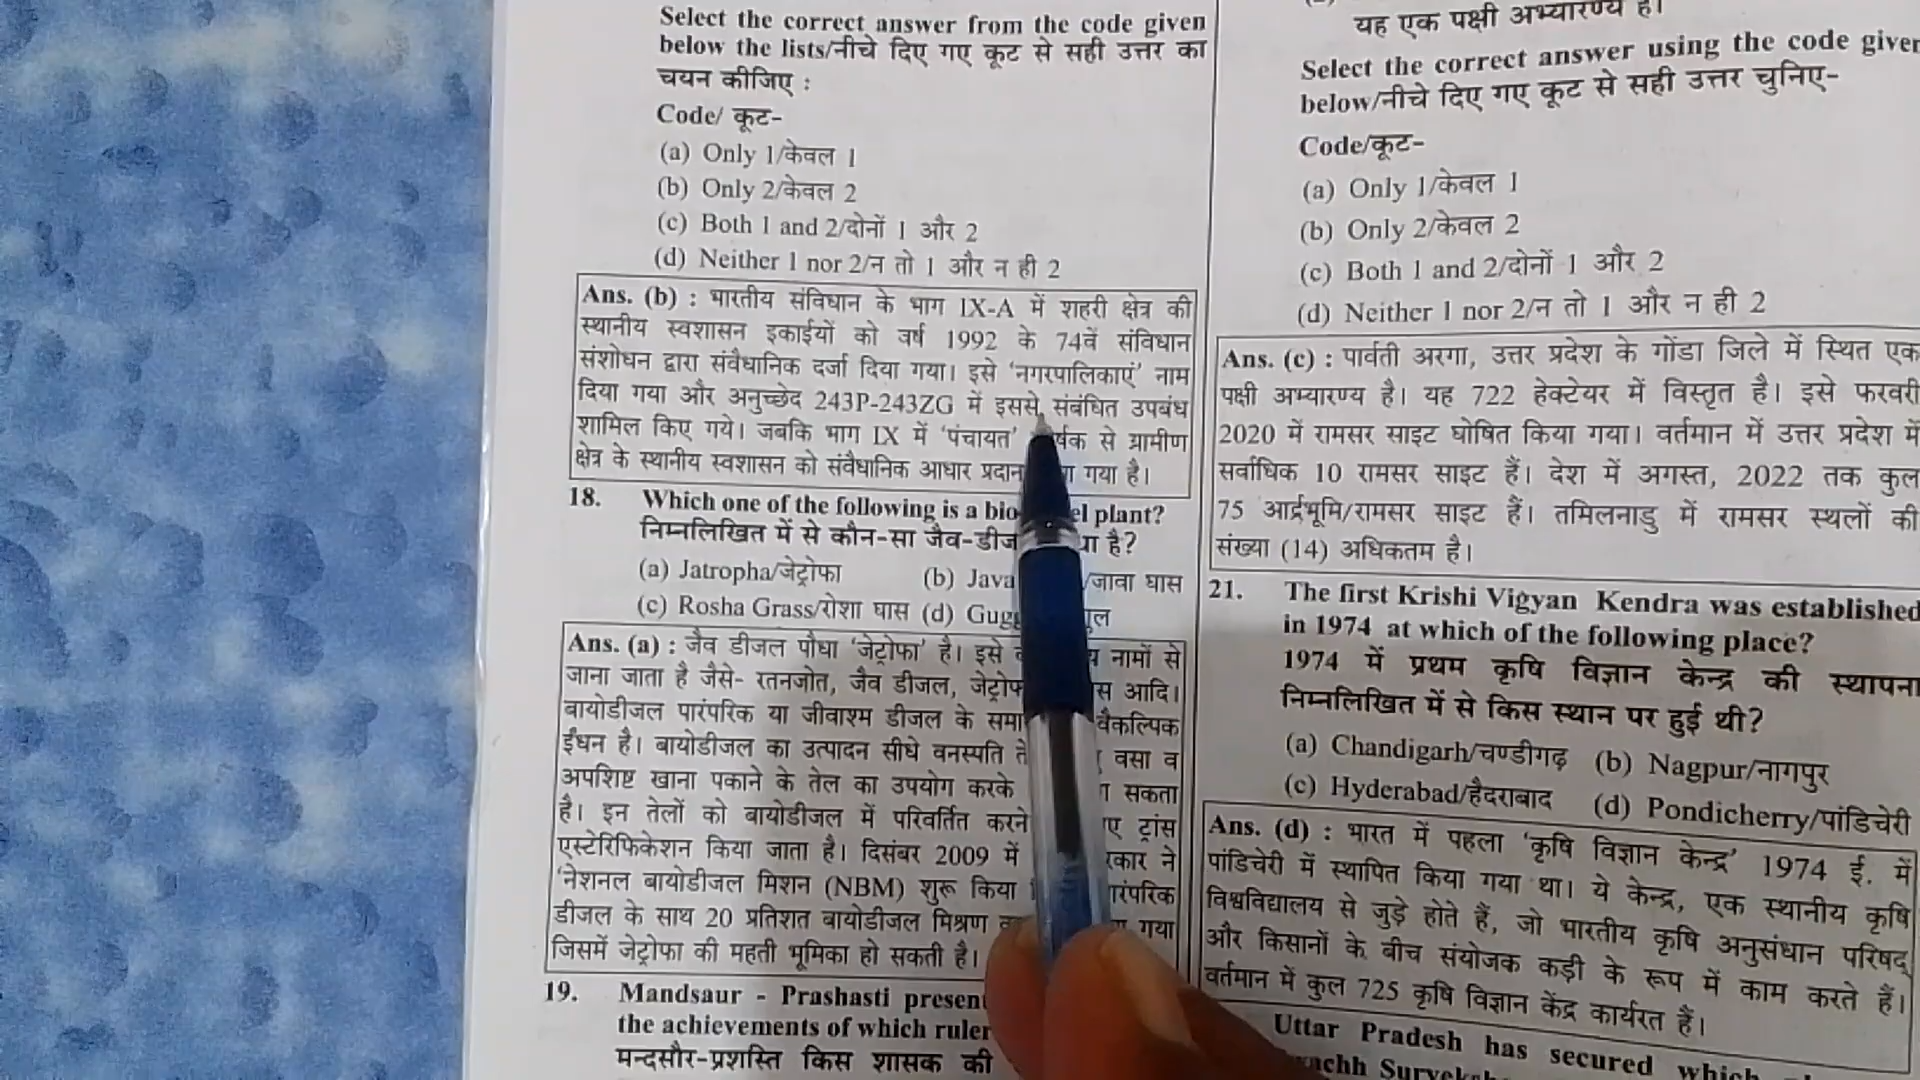 Select the correct answer from the code given
below the lists/नीचे दिए गए कूट से सही उत्तर का
चयन कीजिए :
Code/ कूट-
(a) Only 1/केवल 1
(b) Only 2/केवल 2
(c) Both 1 and 2/दोनों 1 और 2
(d) Neither 1 nor 2/न तो 1 और न ही 2
Ans. (b) : भारतीय संविधान के भाग IX-A में शहरी क्षेत्र की
स्थानीय स्वशासन इकाईयों को वर्ष 1992 के 74वें संविधान
संशोधन द्वारा संवैधानिक दर्जा दिया गया। इसे 'नगरपालिकाएं' नाम
दिया गया और अनुच्छेद 243P-243ZG में इससे संबंधित उपबंध
शामिल किए गये। जबकि भाग IX में 'पंचायत' से ग्रामीण
क्षेत्र के स्थानीय स्वशासन को संवैधानिक आधार प्रदान गया है।
18. Which one of the following is a plant?
निम्नलिखित में से कौन-सा है?
(a) Jatropha/जेट्रोफा (b) Java /जावा घास
(c) Rosha Grass/रोशा घास (d)
Ans. (a) : जैव डीजल पौधा 'जेट्रोफा' है। इसे नामों से
जाना जाता है जैसे- रतनजोत, जैव डीजल, आदि।
बायोडीजल पारंपरिक या जीवाश्म डीजल के वैकल्पिक
ईंधन है। बायोडीजल का उत्पादन सीधे वनस्पति वसा व
अपशिष्ट खाना पकाने के तेल का उपयोग करके सकता
है। इन तेलों को बायोडीजल में परिवर्तित करने ट्रांस
एस्टेरिफिकेशन किया जाता है। दिसंबर 2009 में ने
'नेशनल बायोडीजल मिशन (NBM) शुरू किया
डीजल के साथ 20 प्रतिशत बायोडीजल मिश्रण गया
जिसमें जेट्रोफा की महती भूमिका हो सकती है।
19. Mandsaur - Prashasti
the achievements of which ruler
मन्दसौर-प्रशस्ति किस शासक की
यह एक पक्षी अभ्यारण्य है।
Select the correct answer using the code given
below/नीचे दिए गए कूट से सही उत्तर चुनिए-
Code/कूट-
(a) Only 1/केवल 1
(b) Only 2/केवल 2
(c) Both 1 and 2/दोनों 1 और 2
(d) Neither 1 nor 2/न तो 1 और न ही 2
Ans. (c) : पार्वती अरगा, उत्तर प्रदेश के गोंडा जिले में स्थित एक
पक्षी अभ्यारण्य है। यह 722 हेक्टेयर में विस्तृत है। इसे फरवरी
2020 में रामसर साइट घोषित किया गया। वर्तमान में उत्तर प्रदेश में
सर्वाधिक 10 रामसर साइट हैं। देश में अगस्त, 2022 तक कुल
75 आर्द्रभूमि/रामसर साइट हैं। तमिलनाडु में रामसर स्थलों की
संख्या (14) अधिकतम है।
21. The first Krishi Vigyan Kendra was established
in 1974 at which of the following place?
1974 में प्रथम कृषि विज्ञान केन्द्र की स्थापना
निम्नलिखित में से किस स्थान पर हुई थी?
(a) Chandigarh/चण्डीगढ़ (b) Nagpur/नागपुर
(c) Hyderabad/हैदराबाद (d) Pondicherry/पांडिचेरी
Ans. (d) : भारत में पहला 'कृषि विज्ञान केन्द्र' 1974 ई. में
पांडिचेरी में स्थापित किया गया था। ये केन्द्र, एक स्थानीय कृषि
विश्वविद्यालय से जुड़े होते हैं, जो भारतीय कृषि अनुसंधान परिषद्
और किसानों के बीच संयोजक कड़ी के रूप में काम करते हैं।
वर्तमान में कुल 725 कृषि विज्ञान केंद्र कार्यरत हैं।
Uttar Pradesh has secured which